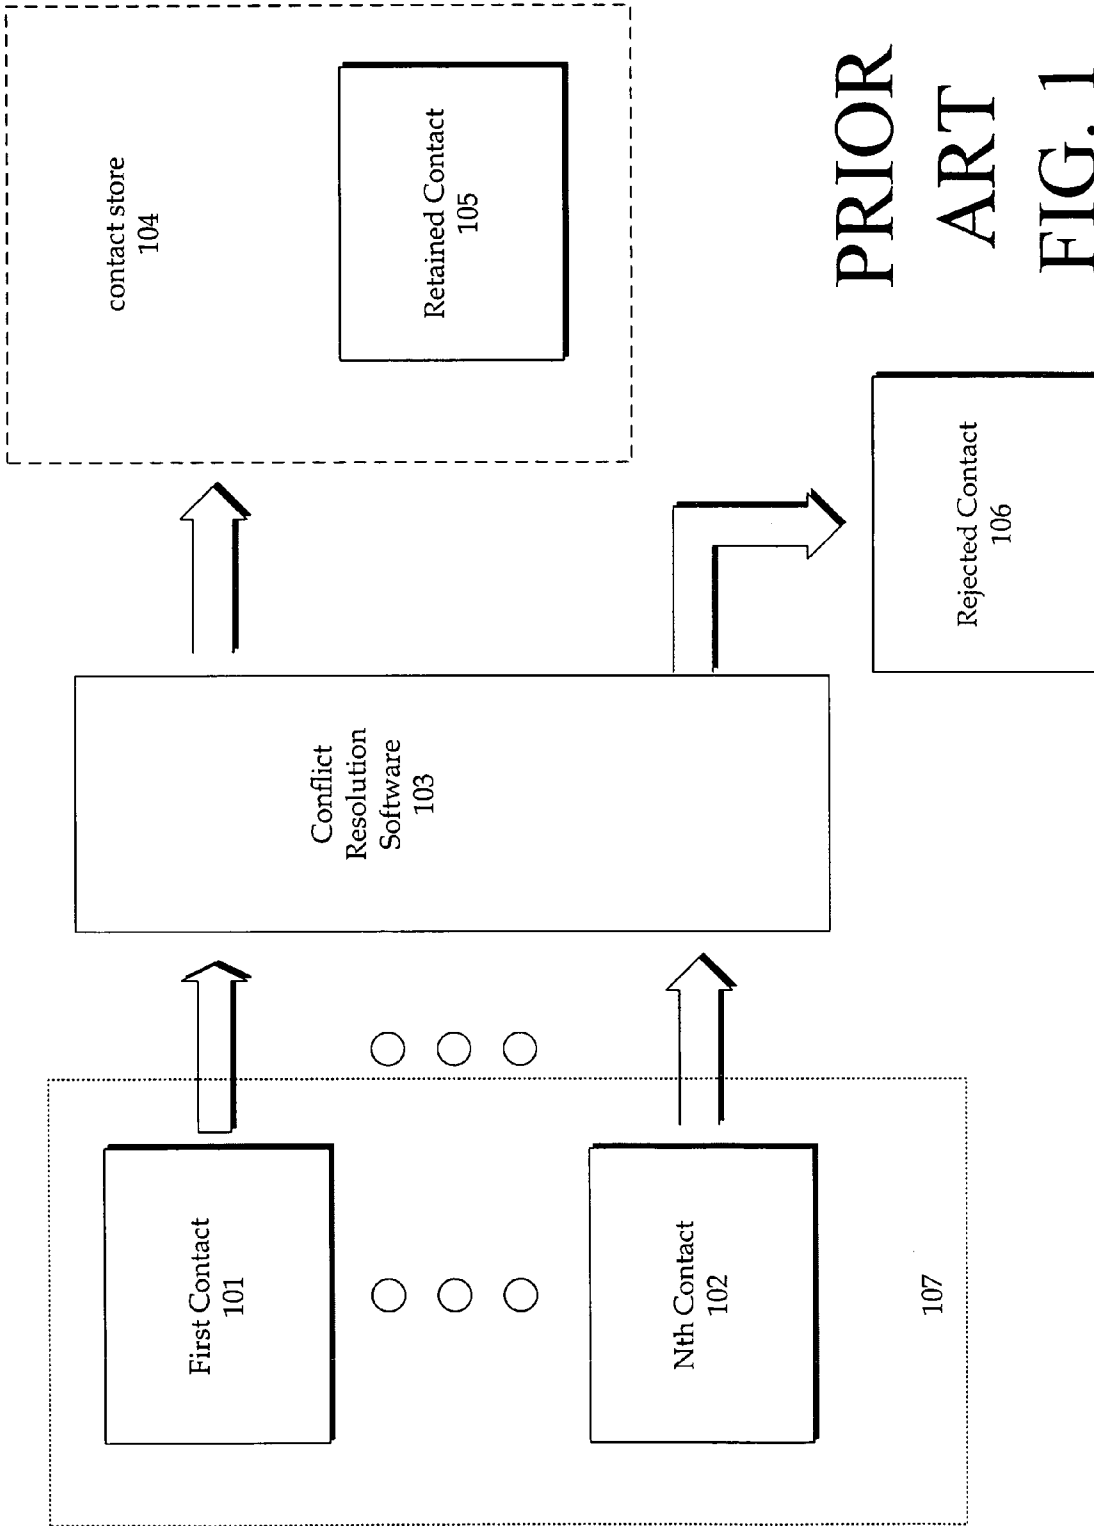 First Contact
101
Nth Contact
102
107
Conflict
Resolution
Software
103
contact store
104
Retained Contact
105
Rejected Contact
106
PRIOR
ART
FIG. 1